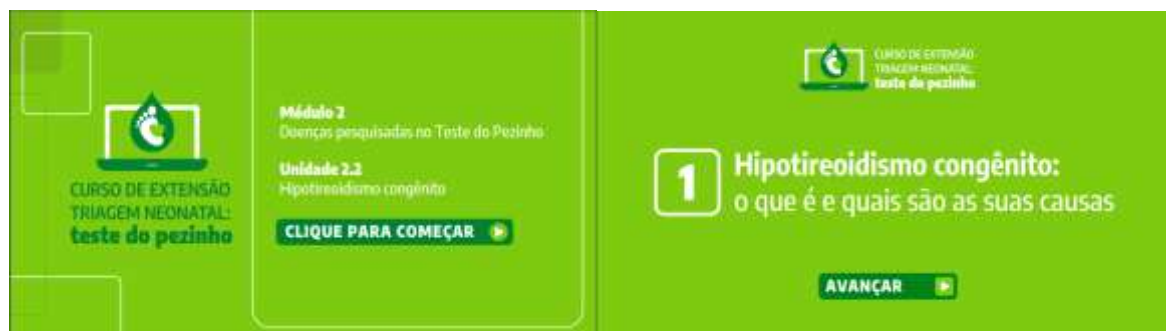 CURSO DE EXTENSÃO
TRIAGEM NEONATAL:
teste do pezinho
Módulo 2
Doenças pesquisadas no Teste do Pezinho
Unidade 2.2
Hipotireoidismo congênito
CLIQUE PARA COMEÇAR
CURSO DE EXTENSÃO
TRIAGEM NEONATAL:
teste do pezinho
1
Hipotireoidismo congênito:
o que é e quais são as suas causas
AVANÇAR